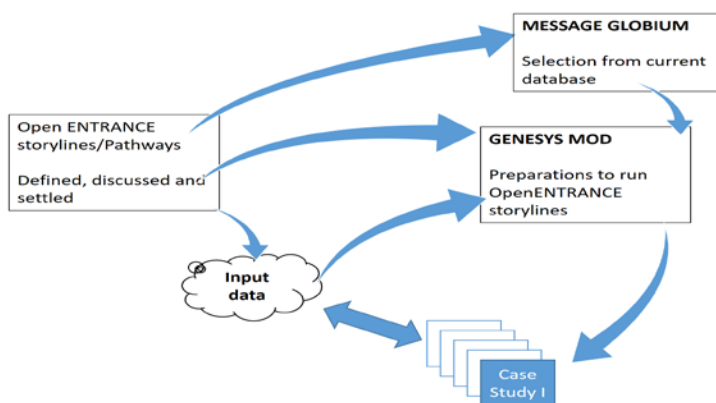 MESSAGE GLOBIUM
Selection from current
database
Open ENTRANCE
storylines/Pathways
Defined, discussed and
settled
GENESYS MOD
Preparations to run
OpenENTRANCE
storylines
Input
data
Case
Study I